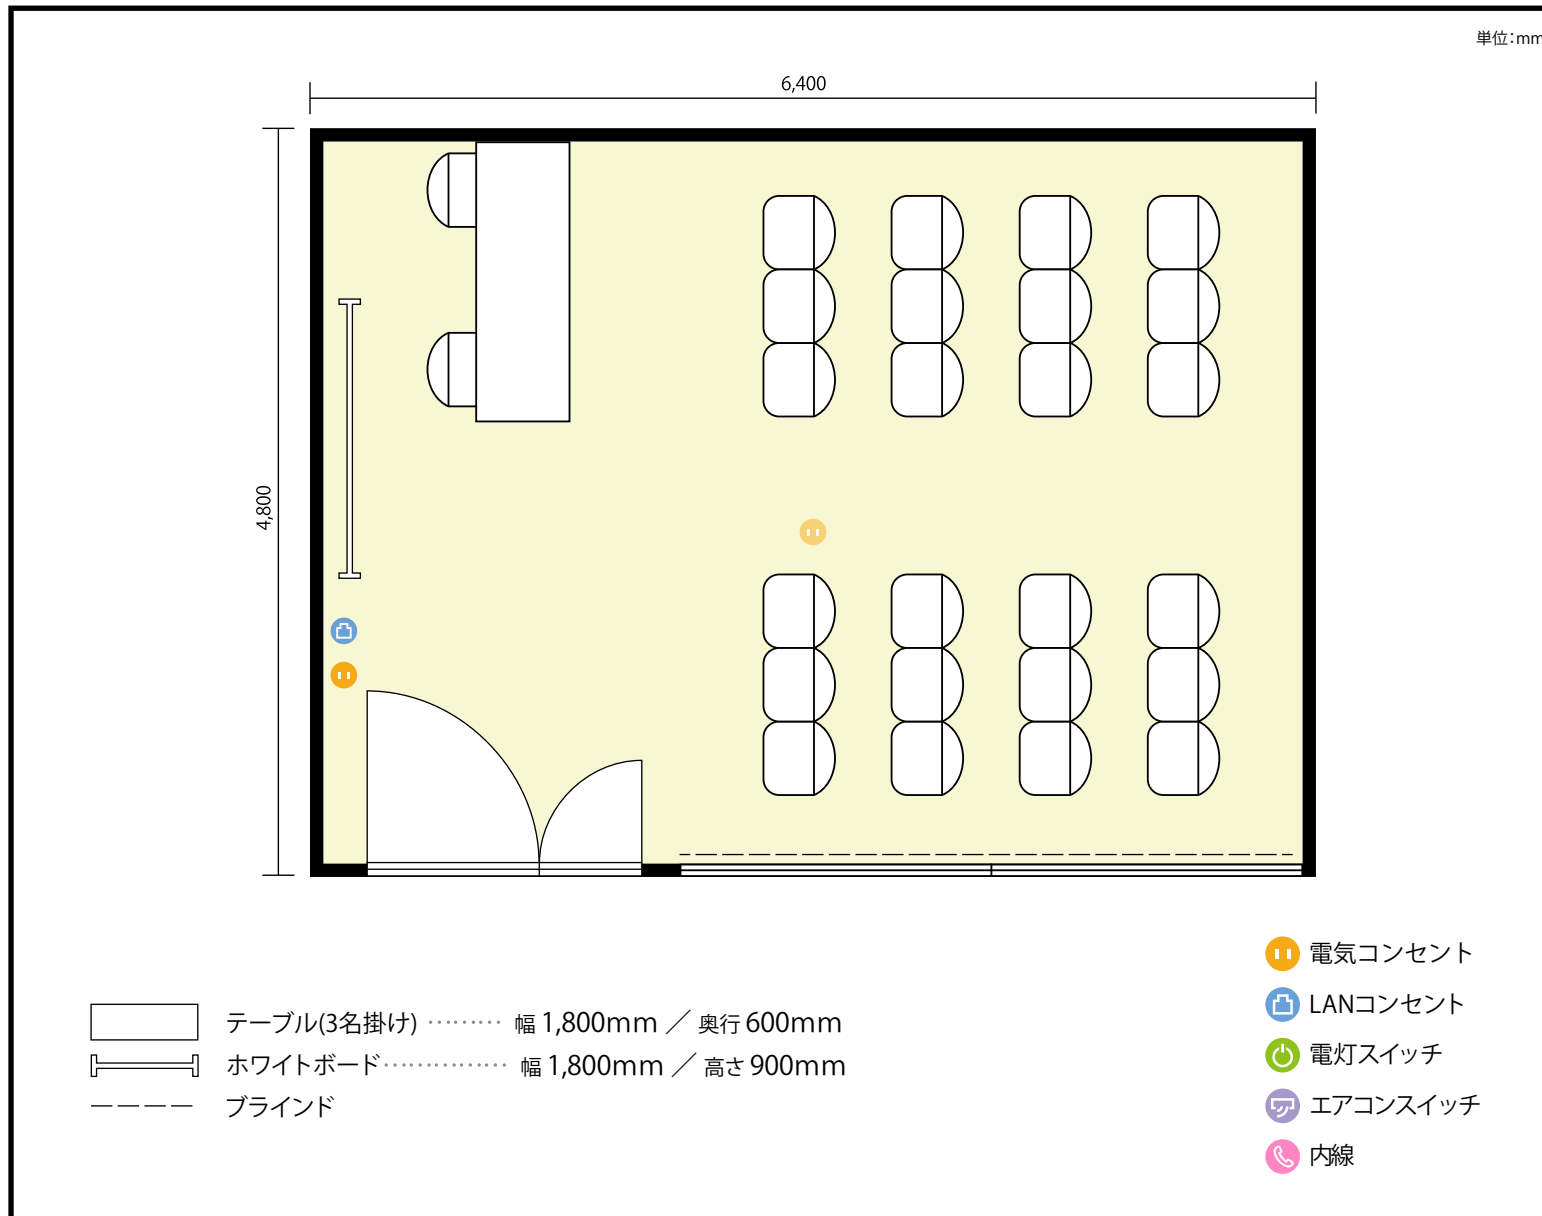 単位：mm
6,400
4,800
テーブル(3名掛け) ……… 幅 1,800mm ／ 奥行 600mm
ホワイトボード …………… 幅 1,800mm ／ 高さ 900mm
ブラインド
電気コンセント
LANコンセント
電灯スイッチ
エアコンスイッチ
内線